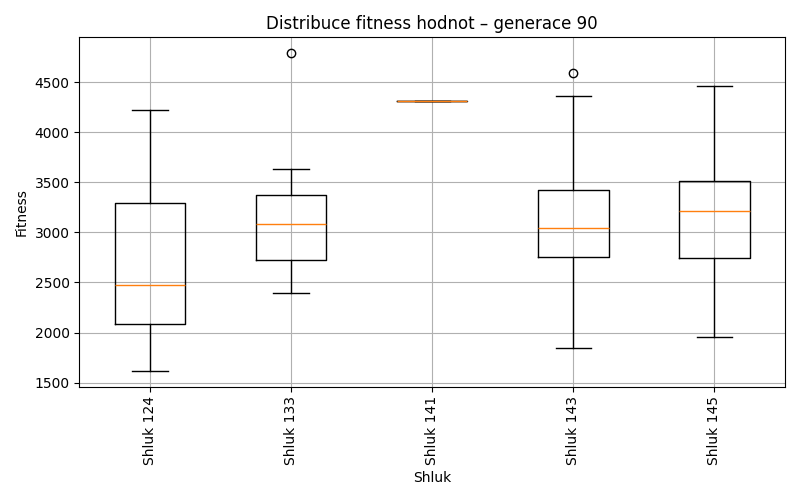 Distribuce fitness hodnot – generace 90
Fitness
4500
4000
3500
3000
2500
2000
1500
Shluk 124
Shluk 133
Shluk 141
Shluk 143
Shluk 145
Shluk